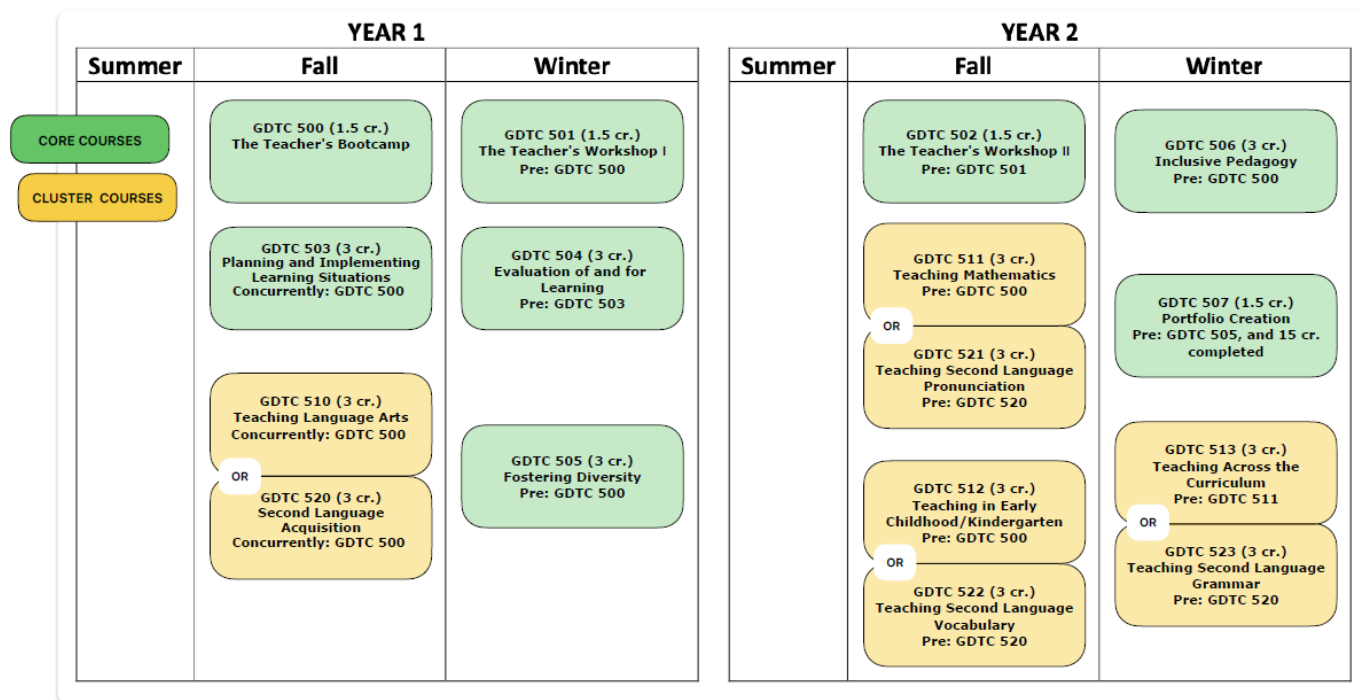 YEAR 1
YEAR 2
Summer
Fall
Winter
Summer
Fall
Winter
CORE COURSES
CLUSTER COURSES
GDTC 500 (1.5 cr.)
The Teacher's Bootcamp
GDTC 503 (3 cr.)
Planning and Implementing
Learning Situations
Concurrently: GDTC 500
GDTC 510 (3 cr.)
Teaching Language Arts
Concurrently: GDTC 500
OR
GDTC 520 (3 cr.)
Second Language
Acquisition
Concurrently: GDTC 500
GDTC 501 (1.5 cr.)
The Teacher's Workshop I
Pre: GDTC 500
GDTC 504 (3 cr.)
Evaluation of and for
Learning
Pre: GDTC 503
GDTC 505 (3 cr.)
Fostering Diversity
Pre: GDTC 500
GDTC 502 (1.5 cr.)
The Teacher's Workshop II
Pre: GDTC 501
GDTC 511 (3 cr.)
Teaching Mathematics
Pre: GDTC 500
OR
GDTC 521 (3 cr.)
Teaching Second Language
Pronunciation
Pre: GDTC 520
GDTC 512 (3 cr.)
Teaching in Early
Childhood/Kindergarten
Pre: GDTC 500
OR
GDTC 522 (3 cr.)
Teaching Second Language
Vocabulary
Pre: GDTC 520
GDTC 506 (3 cr.)
Inclusive Pedagogy
Pre: GDTC 500
GDTC 507 (1.5 cr.)
Portfolio Creation
Pre: GDTC 505, and 15 cr.
completed
GDTC 513 (3 cr.)
Teaching Across the
Curriculum
Pre: GDTC 511
OR
GDTC 523 (3 cr.)
Teaching Second Language
Grammar
Pre: GDTC 520